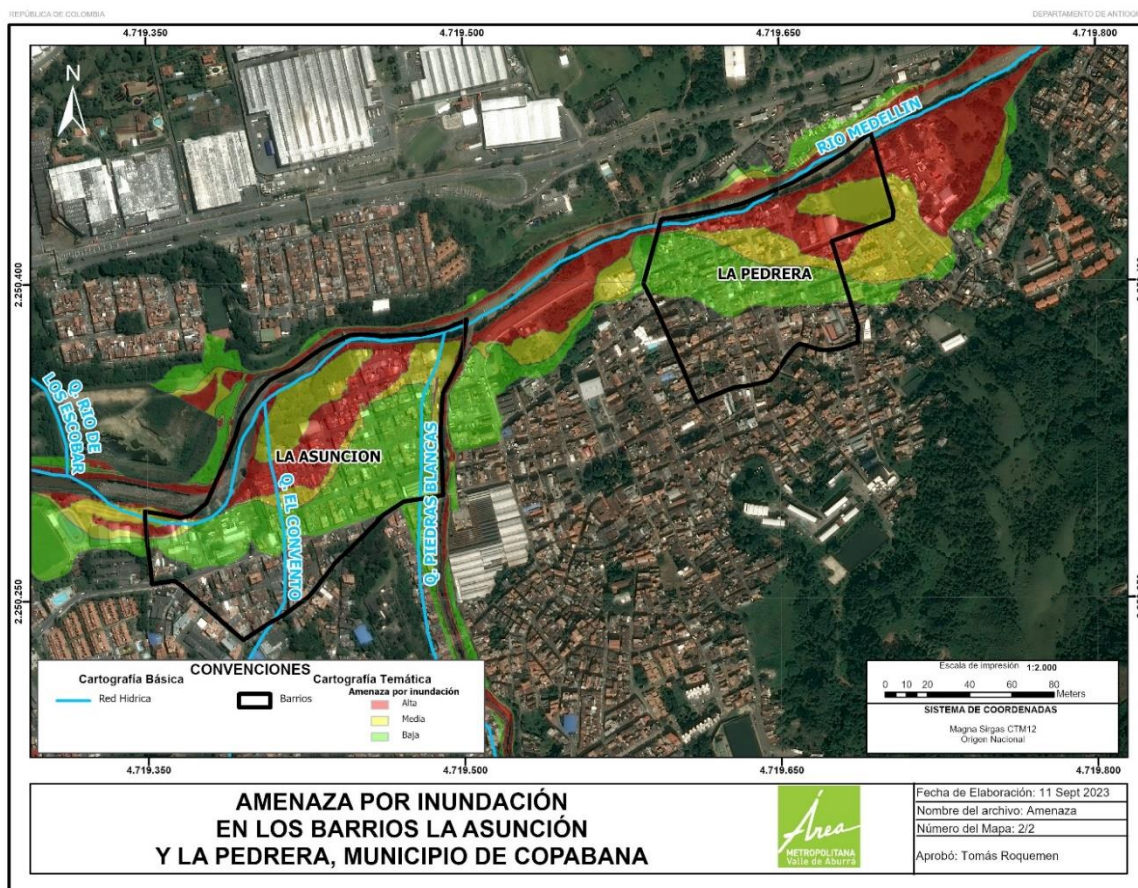 REPÚBLICA DE COLOMBIA
DEPARTAMENTO DE ANTIOQU
4.719.350
4.719.500
4.719.650
4.719.800
N
RIO MEDELLIN
2.250.400
LA PEDRERA
Q. RIO DE
LOS ESCOBAR
LA ASUNCION
Q. EL CONVENTO
Q. PIEDRAS BLANCAS
2.250.250
CONVENCIONES
Cartografía Básica
Cartografía Temática
Red Hídrica
Barrios
Amenaza por inundación
Alta
Media
Baja
Escala de impresión 1:2.000
0 10 20 40 60 80
Meters
SISTEMA DE COORDENADAS
Magna Sirgas CTM12
Origen Nacional
4.719.350
4.719.500
4.719.650
4.719.800
AMENAZA POR INUNDACIÓN
EN LOS BARRIOS LA ASUNCIÓN
Y LA PEDRERA, MUNICIPIO DE COPABANA
Área
METROPOLITANA
Valle de Aburrá
Fecha de Elaboración: 11 Sept 2023
Nombre del archivo: Amenaza
Número del Mapa: 2/2
Aprobó: Tomás Roquemen